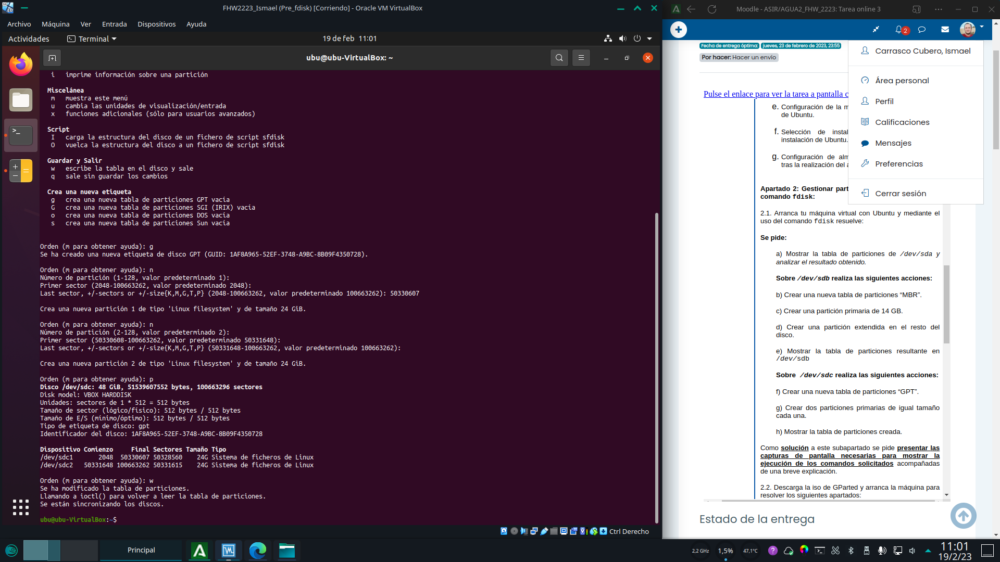 FHW2223_Ismael (Pre_fdisk) [Corriendo] - Oracle VM VirtualBox
Archivo Máquina Ver Entrada Dispositivos Ayuda
Actividades Terminal 19 de feb 11:01
ubu@ubu-VirtualBox: ~
i imprime información sobre una partición
Miscelánea
m muestra este menú
u cambia las unidades de visualización/entrada
x funciones adicionales (sólo para usuarios avanzados)
Script
I carga la estructura del disco de un fichero de script sfdisk
O vuelca la estructura del disco a un fichero de script sfdisk
Guardar y Salir
w escribe la tabla en el disco y sale
q sale sin guardar los cambios
Crea una nueva etiqueta
g crea una nueva tabla de particiones GPT vacía
G crea una nueva tabla de particiones SGI (IRIX) vacía
o crea una nueva tabla de particiones DOS vacía
s crea una nueva tabla de particiones Sun vacía
Orden (m para obtener ayuda): g
Se ha creado una nueva etiqueta de disco GPT (GUID: 1AF8A965-52EF-3748-A9BC-8B09F4350728).
Orden (m para obtener ayuda): n
Número de partición (1-128, valor predeterminado 1):
Primer sector (2048-100663262, valor predeterminado 2048):
Last sector, +/-sectors or +/-size{K,M,G,T,P} (2048-100663262, valor predeterminado 100663262): 50330607
Crea una nueva partición 1 de tipo 'Linux filesystem' y de tamaño 24 GiB.
Orden (m para obtener ayuda): n
Número de partición (2-128, valor predeterminado 2):
Primer sector (50330608-100663262, valor predeterminado 50331648):
Last sector, +/-sectors or +/-size{K,M,G,T,P} (50331648-100663262, valor predeterminado 100663262):
Crea una nueva partición 2 de tipo 'Linux filesystem' y de tamaño 24 GiB.
Orden (m para obtener ayuda): p
Disco /dev/sdc: 48 GiB, 51539607552 bytes, 100663296 sectores
Disk model: VBOX HARDDISK
Unidades: sectores de 1 * 512 = 512 bytes
Tamaño de sector (lógico/físico): 512 bytes / 512 bytes
Tamaño de E/S (mínimo/óptimo): 512 bytes / 512 bytes
Tipo de etiqueta de disco: gpt
Identificador del disco: 1AF8A965-52EF-3748-A9BC-8B09F4350728
Dispositivo Comienzo Final Sectores Tamaño Tipo
/dev/sdc1 2048 50330607 50328560 24G Sistema de ficheros de Linux
/dev/sdc2 50331648 100663262 50331615 24G Sistema de ficheros de Linux
Orden (m para obtener ayuda): w
Se ha modificado la tabla de particiones.
Llamando a ioctl() para volver a leer la tabla de particiones.
Se están sincronizando los discos.
ubu@ubu-VirtualBox:~$
Ctrl Derecho
Moodle - ASIR/AGUA2_FHW_2223: Tarea online 3
2
Fecha de entrega óptima: jueves, 23 de febrero de 2023, 23:55
Por hacer: Hacer un envío
Pulse el enlace para ver la tarea a pantalla c
e. Configuración de la m
de Ubuntu.
f. Selección de instal
instalación de Ubuntu.
g. Configuración de alm
tras la realización del a
Carrasco Cubero, Ismael
Área personal
Perfil
Calificaciones
Mensajes
Preferencias
Cerrar sesión
Apartado 2: Gestionar part
comando fdisk:
2.1. Arranca tu máquina virtual con Ubuntu y mediante el
uso del comando fdisk resuelve:
Se pide:
a) Mostrar la tabla de particiones de /dev/sda y
analizar el resultado obtenido.
Sobre /dev/sdb realiza las siguientes acciones:
b) Crear una nueva tabla de particiones “MBR”.
c) Crear una partición primaria de 14 GB.
d) Crear una partición extendida en el resto del
disco.
e) Mostrar la tabla de particiones resultante en
/dev/sdb
Sobre /dev/sdc realiza las siguientes acciones:
f) Crear una nueva tabla de particiones “GPT”.
g) Crear dos particiones primarias de igual tamaño
cada una.
h) Mostrar la tabla de particiones creada.
Como solución a este subapartado se pide presentar las
capturas de pantalla necesarias para mostrar la
ejecución de los comandos solicitados acompañadas
de una breve explicación.
2.2. Descarga la iso de GParted y arranca la máquina para
resolver los siguientes apartados:
Estado de la entrega
Principal
2,2 GHz 1,5% 47,1°C
11:01
19/2/23